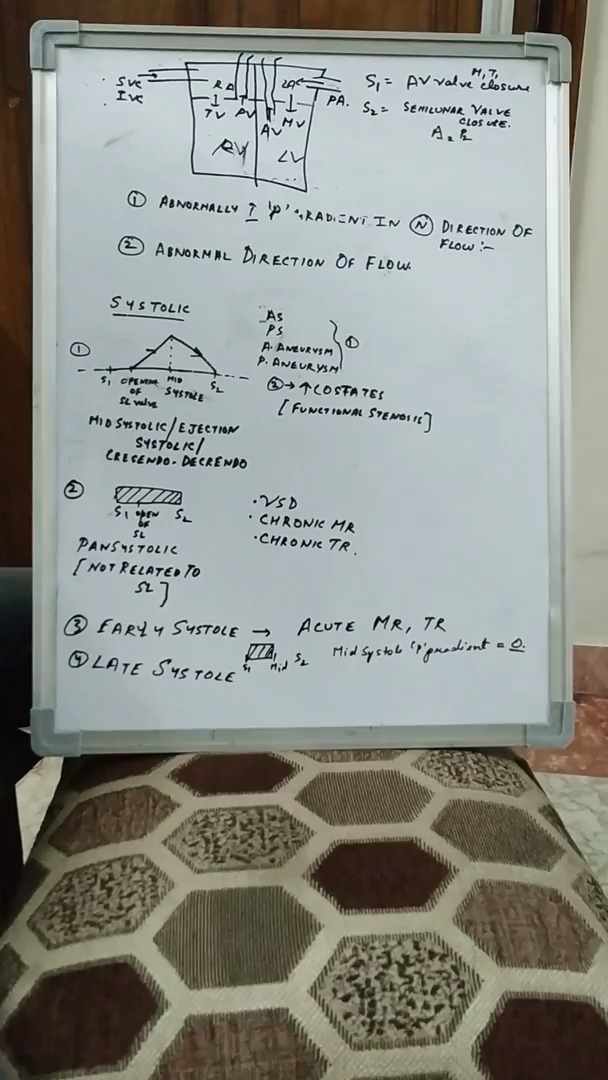 SVC
IVC
RA
LA
PA.
TV
PV
AV
MV
RV
LV
S1 = AV valve closure
M1T1
S2 = SEMILUNAR VALVE
CLOSURE.
A2 P2
① ABNORMALLY ↑ 'P' GRADIENT IN Ⓝ DIRECTION OF
FLOW :-
② ABNORMAL DIRECTION OF FLOW.
SYSTOLIC
①
S1
OPENING
OF
SL valve
MID
SYSTOLE
S2
MID SYSTOLIC/EJECTION
SYSTOLIC/
CRESENDO-DECRENDO
AS
PS
A. ANEURYSM
P. ANEURYSM
①
② → ↑ COSTATES
[FUNCTIONAL STENOSIS]
②
S1 OPEN S2
OF
SL
PANSYSTOLIC
[NOT RELATED TO
SL]
· VSD
· CHRONIC MR
· CHRONIC TR.
③ EARLY SYSTOLE → ACUTE MR, TR
S1 Mid S2
Mid Systole 'P' gradient = 0.
④ LATE SYSTOLE